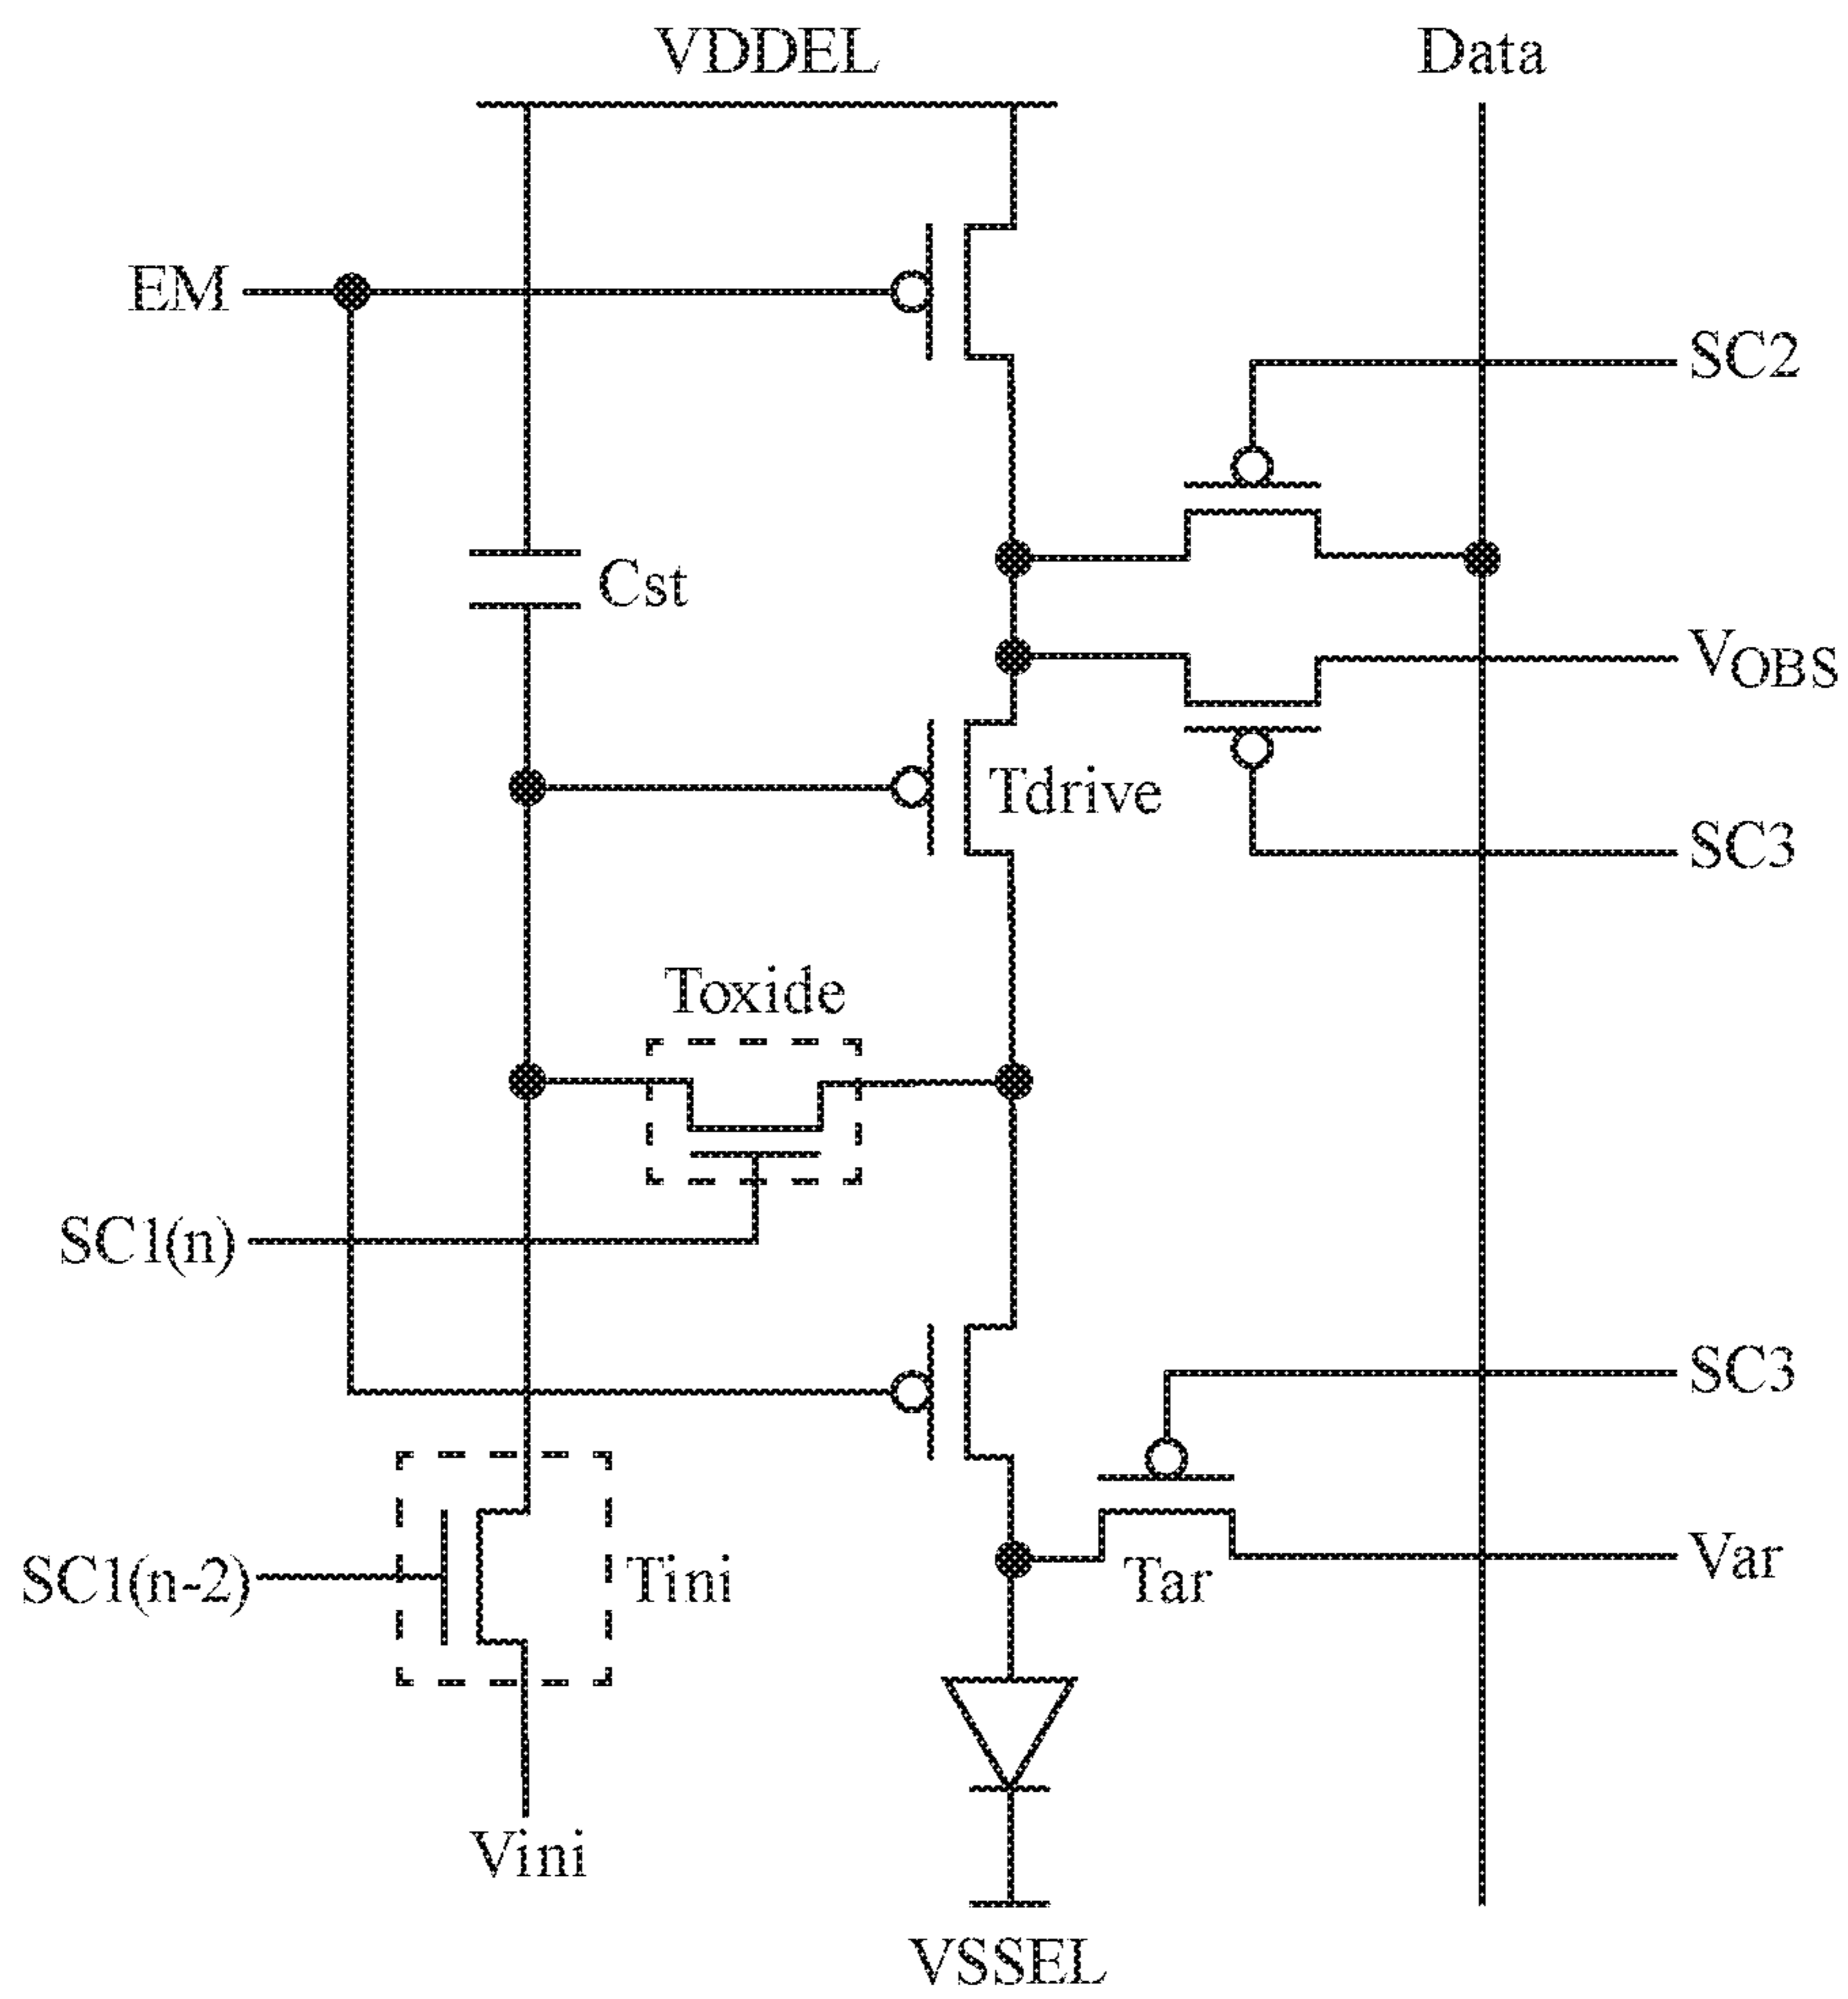 VDDEL
Data
EM
SC2
Cst
VOBS
Tdrive
SC3
Toxide
SC1(n)
SC3
SC1(n-2)
Tini
Tar
Var
Vini
VSSEL